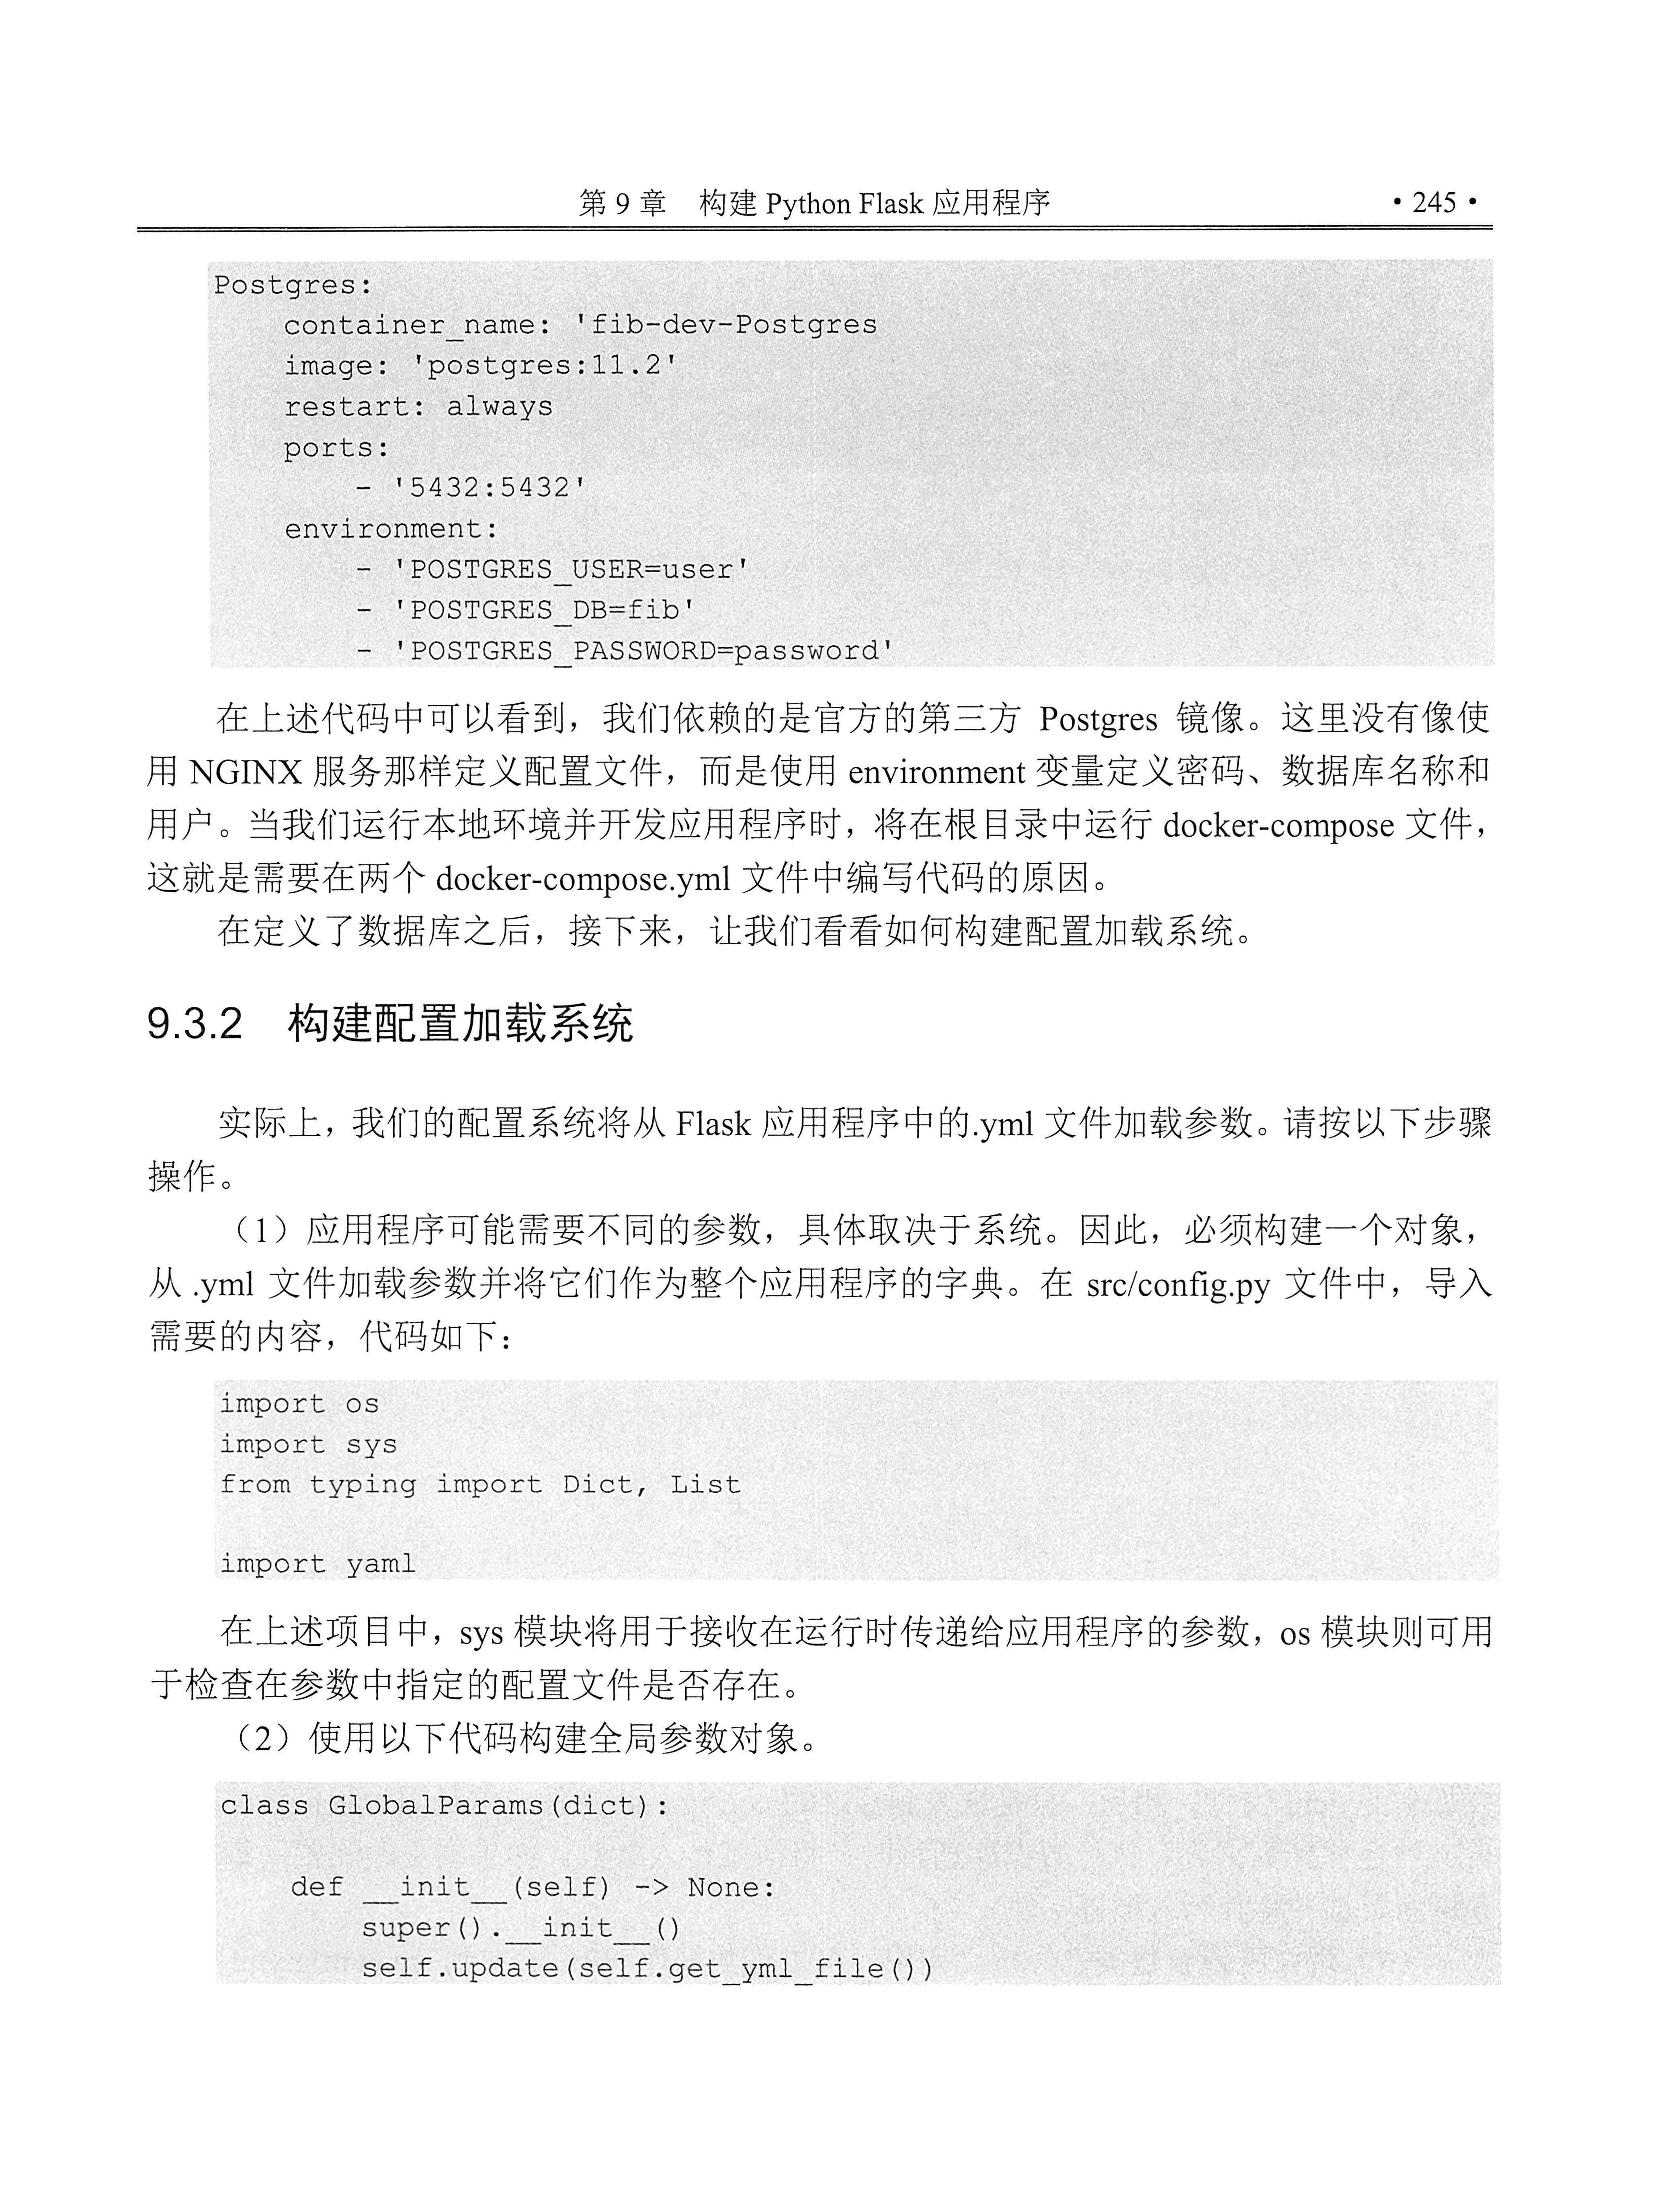 第 9 章　构建 Python Flask 应用程序　• 245 •
Postgres:
    container_name: 'fib-dev-Postgres
    image: 'postgres:11.2'
    restart: always
    ports:
        - '5432:5432'
    environment:
        - 'POSTGRES_USER=user'
        - 'POSTGRES_DB=fib'
        - 'POSTGRES_PASSWORD=password'
在上述代码中可以看到，我们依赖的是官方的第三方 Postgres 镜像。这里没有像使
用 NGINX 服务那样定义配置文件，而是使用 environment 变量定义密码、数据库名称和
用户。当我们运行本地环境并开发应用程序时，将在根目录中运行 docker-compose 文件，
这就是需要在两个 docker-compose.yml 文件中编写代码的原因。
在定义了数据库之后，接下来，让我们看看如何构建配置加载系统。
9.3.2　构建配置加载系统
实际上，我们的配置系统将从 Flask 应用程序中的.yml 文件加载参数。请按以下步骤
操作。
（1）应用程序可能需要不同的参数，具体取决于系统。因此，必须构建一个对象，
从 .yml 文件加载参数并将它们作为整个应用程序的字典。在 src/config.py 文件中，导入
需要的内容，代码如下：
import os
import sys
from typing import Dict, List
import yaml
在上述项目中，sys 模块将用于接收在运行时传递给应用程序的参数，os 模块则可用
于检查在参数中指定的配置文件是否存在。
（2）使用以下代码构建全局参数对象。
class GlobalParams(dict):
    def __init__(self) -> None:
        super().__init__()
        self.update(self.get_yml_file())